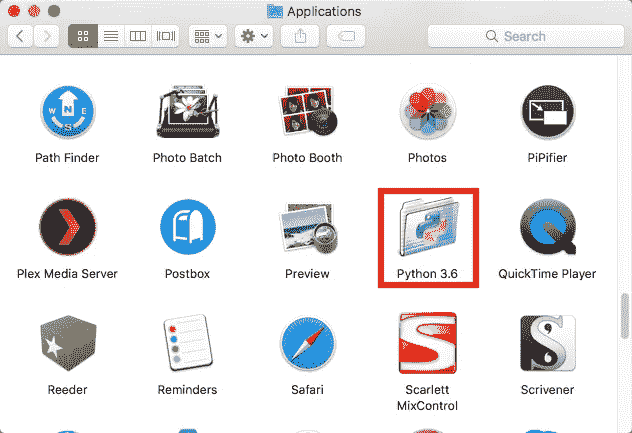 Applications
Search
Path Finder
Photo Batch
Photo Booth
Photos
PiPifier
Plex Media Server
Postbox
Preview
Python 3.6
QuickTime Player
Reeder
Reminders
Safari
Scarlett
MixControl
Scrivener